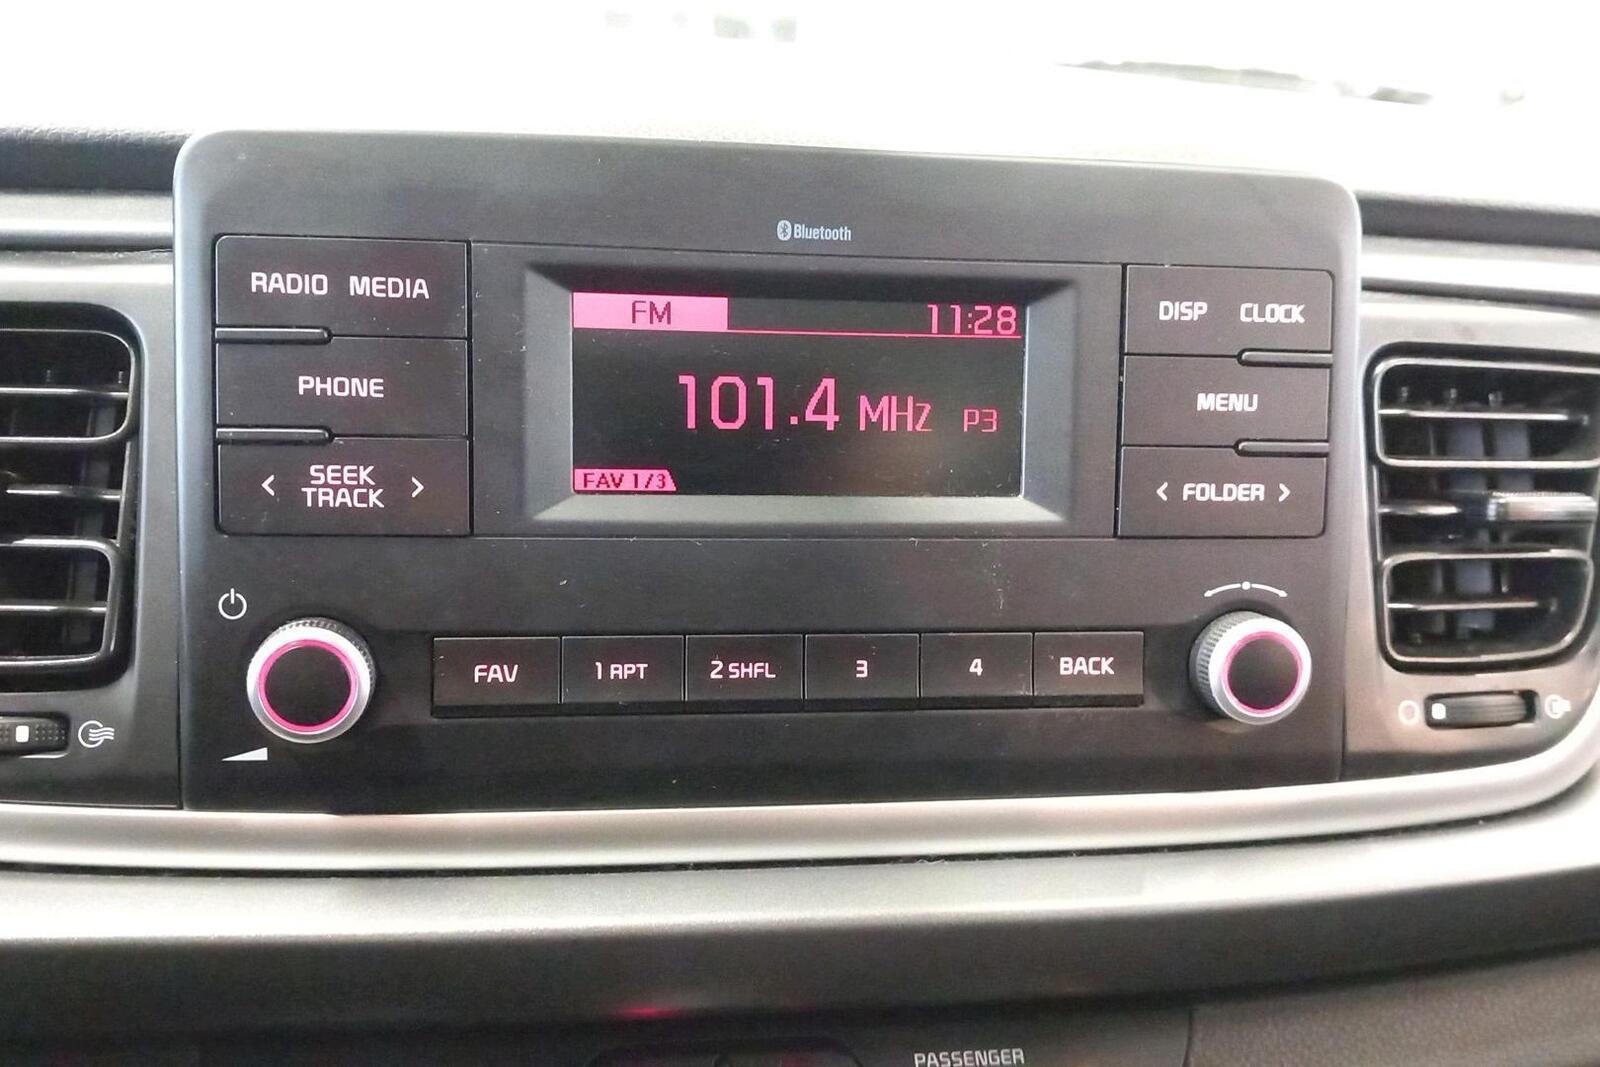 Bluetooth
RADIO MEDIA
PHONE
< SEEK TRACK >
FM 11:28
101.4 MHz P3
FAV 1/3
DISP CLOCK
MENU
< FOLDER >
FAV 1 RPT 2 SHFL 3 4 BACK
PASSENGER